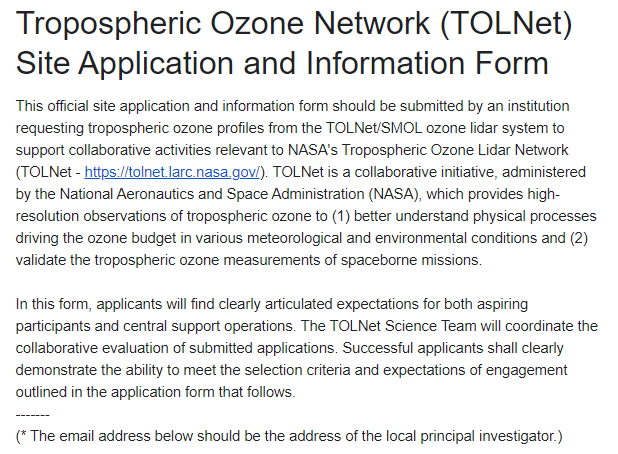 Tropospheric Ozone Network (TOLNet)
Site Application and Information Form
This official site application and information form should be submitted by an institution
requesting tropospheric ozone profiles from the TOLNet/SMOL ozone lidar system to
support collaborative activities relevant to NASA's Tropospheric Ozone Lidar Network
(TOLNet - https://tolnet.larc.nasa.gov/). TOLNet is a collaborative initiative, administered
by the National Aeronautics and Space Administration (NASA), which provides high-
resolution observations of tropospheric ozone to (1) better understand physical processes
driving the ozone budget in various meteorological and environmental conditions and (2)
validate the tropospheric ozone measurements of spaceborne missions.
In this form, applicants will find clearly articulated expectations for both aspiring
participants and central support operations. The TOLNet Science Team will coordinate the
collaborative evaluation of submitted applications. Successful applicants shall clearly
demonstrate the ability to meet the selection criteria and expectations of engagement
outlined in the application form that follows.
-------
(* The email address below should be the address of the local principal investigator.)